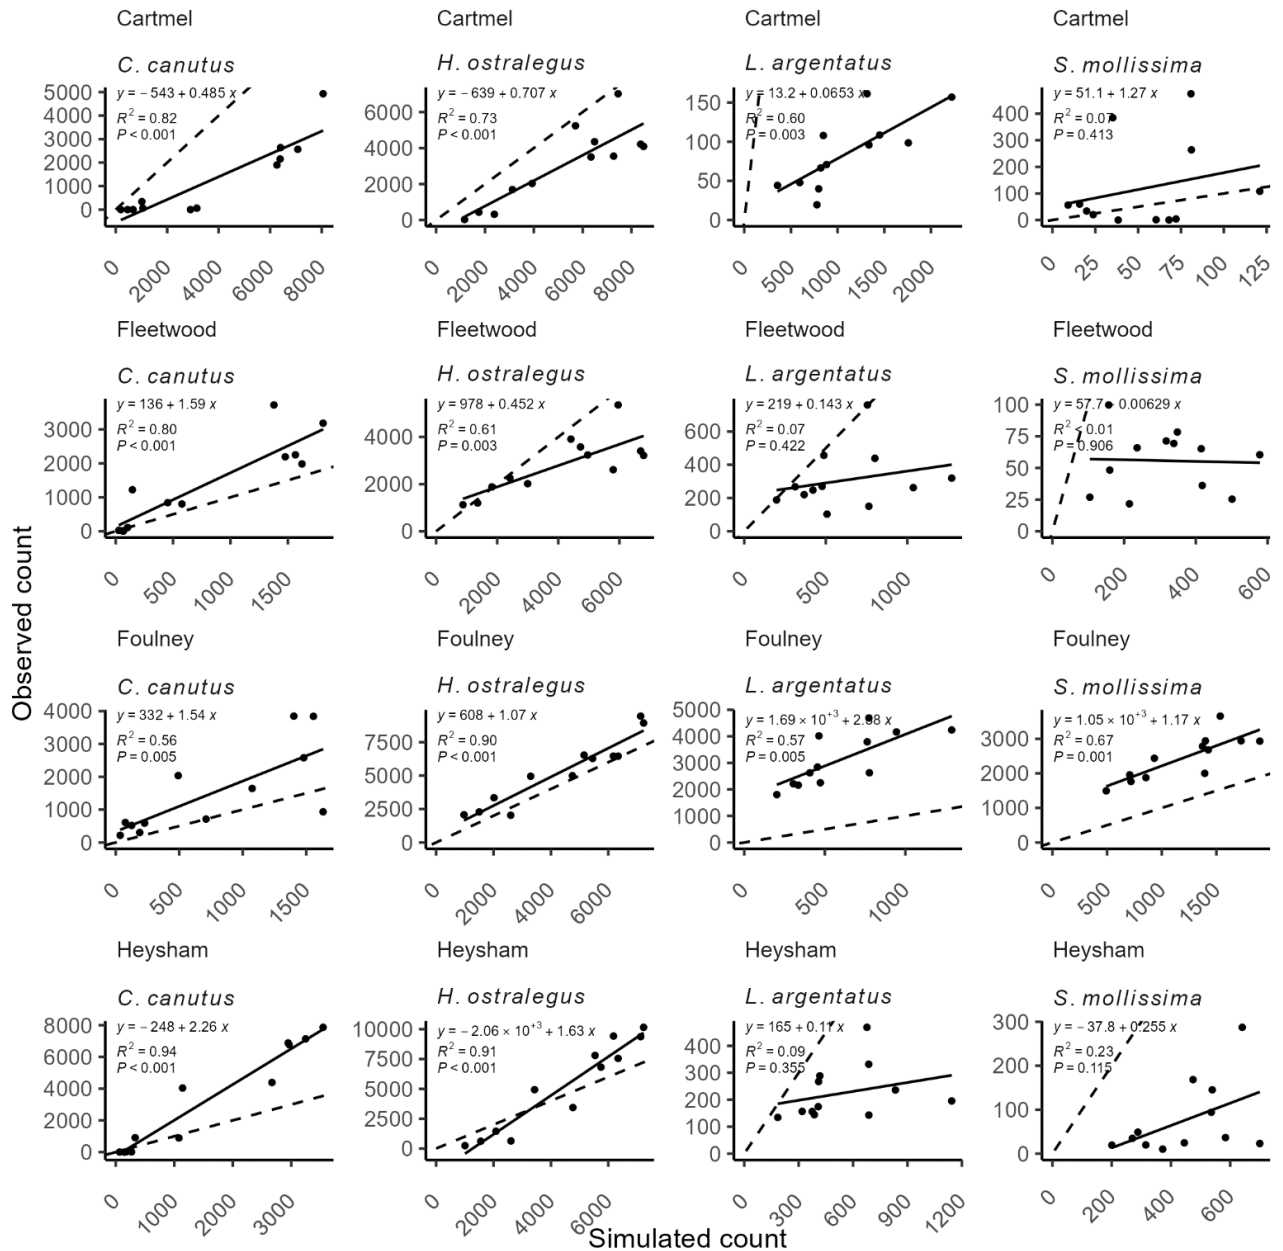 Cartmel
C. canutus
y = − 543 + 0.485 x
R² = 0.82
P < 0.001
5000
4000
3000
2000
1000
0
0
2000
4000
6000
8000
Cartmel
H. ostralegus
y = − 639 + 0.707 x
R² = 0.73
P < 0.001
6000
4000
2000
0
0
2000
4000
6000
8000
Cartmel
L. argentatus
y = 13.2 + 0.0653 x
R² = 0.60
P = 0.003
150
100
50
0
0
500
1000
1500
2000
Cartmel
S. mollissima
y = 51.1 + 1.27 x
R² = 0.07
P = 0.413
400
300
200
100
0
0
25
50
75
100
125
Fleetwood
C. canutus
y = 136 + 1.59 x
R² = 0.80
P < 0.001
3000
2000
1000
0
0
500
1000
1500
Fleetwood
H. ostralegus
y = 978 + 0.452 x
R² = 0.61
P = 0.003
4000
2000
0
0
2000
4000
6000
Fleetwood
L. argentatus
y = 219 + 0.143 x
R² = 0.07
P = 0.422
600
400
200
0
0
500
1000
Fleetwood
S. mollissima
y = 57.7 0.00629 x
R² 0.01
P = 0.906
100
75
50
25
0
0
200
400
600
Observed count
Foulney
C. canutus
y = 332 + 1.54 x
R² = 0.56
P = 0.005
4000
3000
2000
1000
0
0
500
1000
1500
Foulney
H. ostralegus
y = 608 + 1.07 x
R² = 0.90
P < 0.001
7500
5000
2500
0
0
2000
4000
6000
Foulney
L. argentatus
y = 1.69 × 10⁺³ + x
R² = 0.57
P = 0.005
5000
4000
3000
2000
1000
0
0
500
1000
Foulney
S. mollissima
y = 1.05 × 10⁺³ + 1.17 x
R² = 0.67
P = 0.001
3000
2000
1000
0
0
500
1000
1500
Heysham
C. canutus
y = − 248 + 2.26 x
R² = 0.94
P < 0.001
8000
6000
4000
2000
0
0
1000
2000
3000
Heysham
H. ostralegus
y = − 2.06 × 10⁺³ + 1.63 x
R² = 0.91
P < 0.001
10000
7500
5000
2500
0
0
2000
4000
6000
Heysham
L. argentatus
y = 165 + x
R² = 0.09
P = 0.355
400
300
200
100
0
0
300
600
900
1200
Heysham
S. mollissima
y = − 37.8 + 0.255 x
R² = 0.23
P = 0.115
300
200
100
0
0
200
400
600
Simulated count